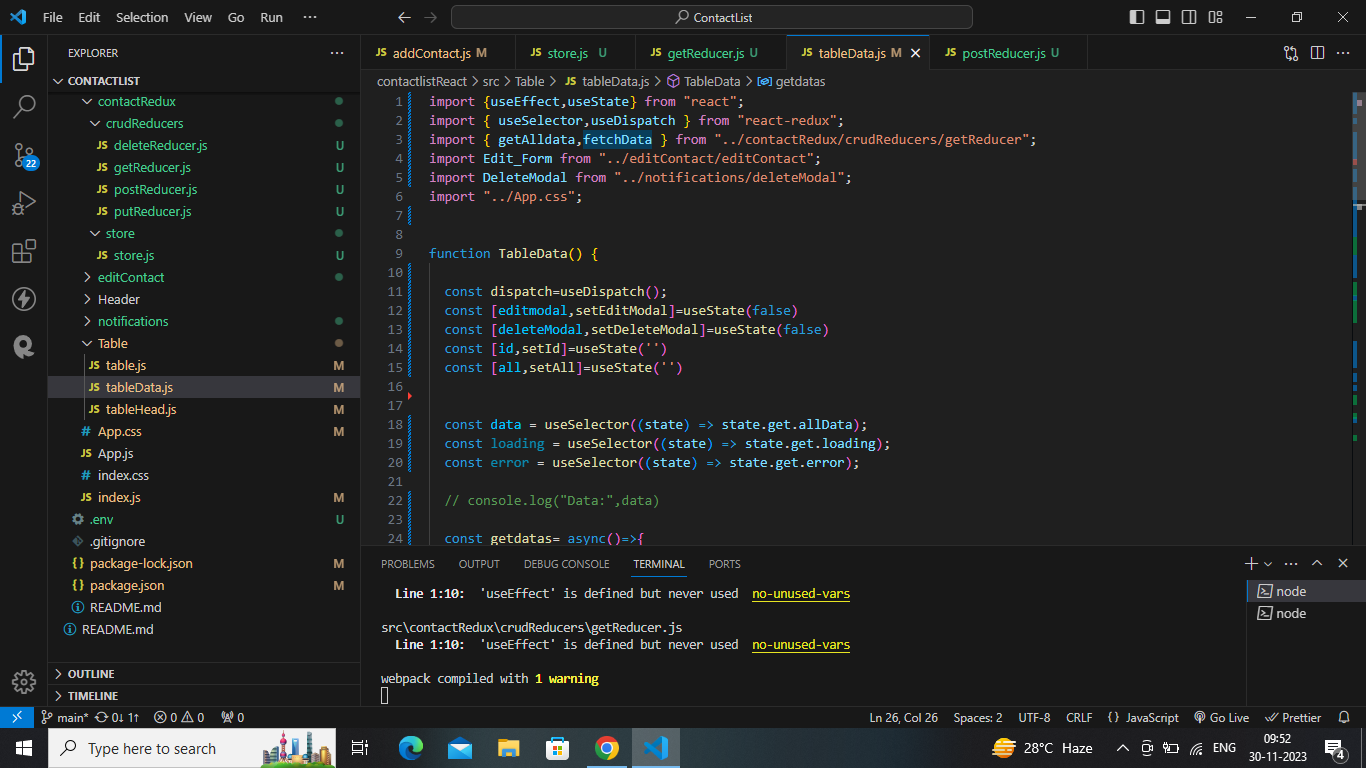 File Edit Selection View Go Run ··· ContactList
EXPLORER ···
CONTACTLIST
contactRedux
crudReducers
deleteReducer.js U
getReducer.js U
postReducer.js U
putReducer.js U
store
store.js U
editContact
Header
notifications
Table
JS table.js M
JS tableData.js M
JS tableHead.js M
# App.css M
JS App.js
# index.css
JS index.js M
.env U
.gitignore
{} package-lock.json M
{} package.json M
README.md
README.md
OUTLINE
TIMELINE
22
JS addContact.js M JS store.js U JS getReducer.js U JS tableData.js M JS postReducer.js U
contactlistReact > src > Table > JS tableData.js > TableData > getdatas
1 import {useEffect,useState} from "react";
2 import { useSelector,useDispatch } from "react-redux";
3 import { getAlldata,fetchData } from "../contactRedux/crudReducers/getReducer";
4 import Edit_Form from "../editContact/editContact";
5 import DeleteModal from "../notifications/deleteModal";
6 import "../App.css";
7
8
9 function TableData() {
10
11 const dispatch=useDispatch();
12 const [editmodal,setEditModal]=useState(false)
13 const [deleteModal,setDeleteModal]=useState(false)
14 const [id,setId]=useState('')
15 const [all,setAll]=useState('')
16
17
18 const data = useSelector((state) => state.get.allData);
19 const loading = useSelector((state) => state.get.loading);
20 const error = useSelector((state) => state.get.error);
21
22 // console.log("Data:",data)
23
24 const getdatas= async()=>{
PROBLEMS OUTPUT DEBUG CONSOLE TERMINAL PORTS
Line 1:10: 'useEffect' is defined but never used no-unused-vars
src\contactRedux\crudReducers\getReducer.js
Line 1:10: 'useEffect' is defined but never used no-unused-vars
webpack compiled with 1 warning
node
node
main* 0↓ 1↑ 0 0 0 Ln 26, Col 26 Spaces: 2 UTF-8 CRLF {} JavaScript Go Live Prettier
Type here to search 28°C Haze ENG 09:52
30-11-2023 4